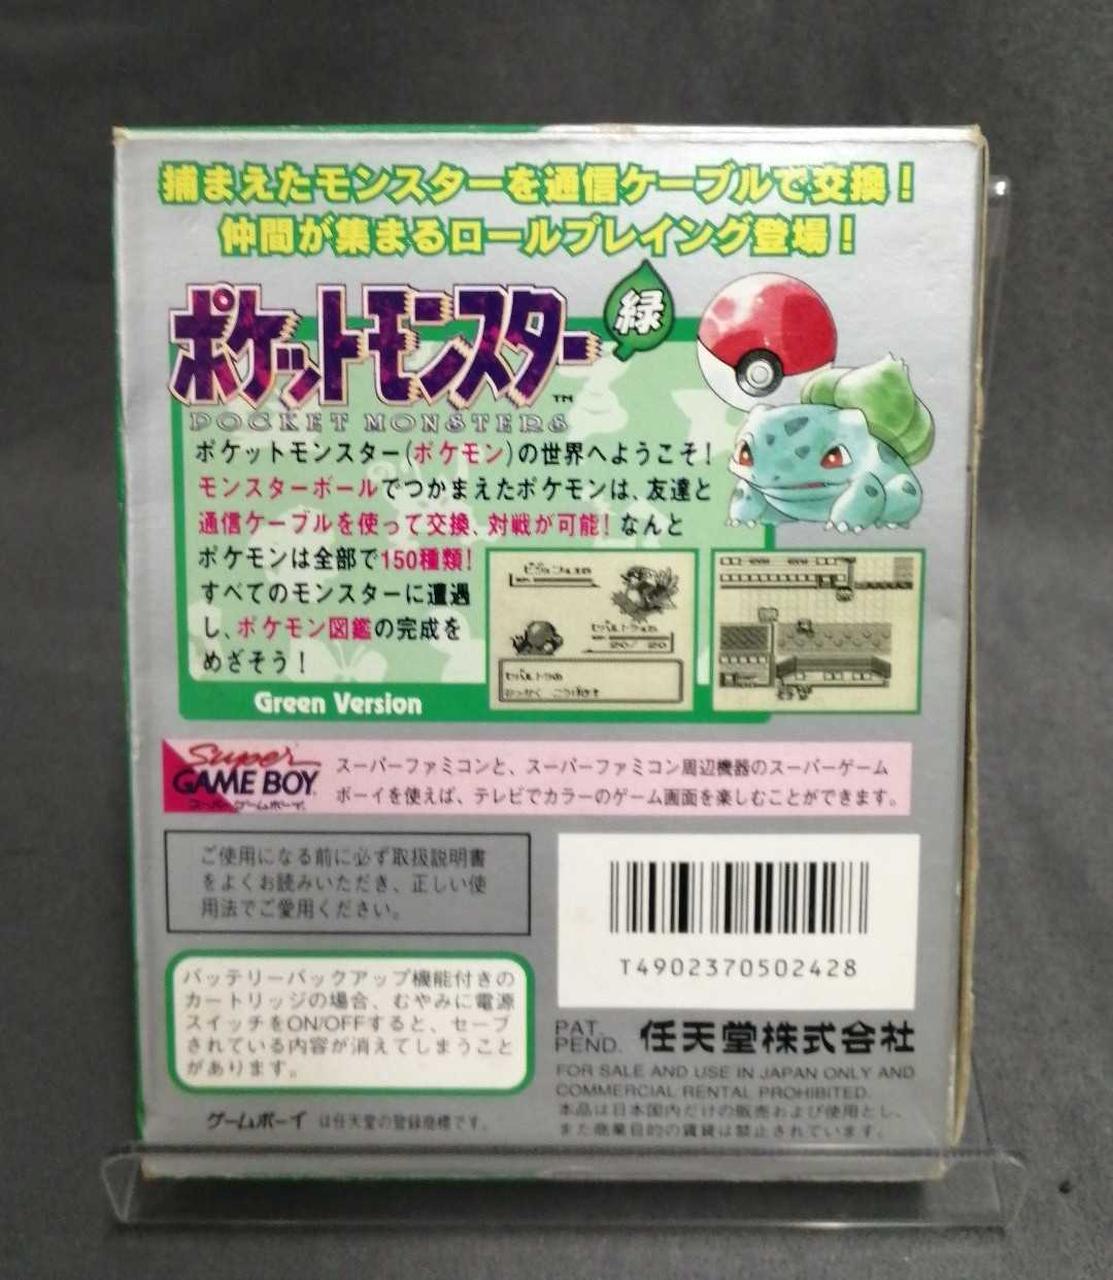 捕まえたモンスターを通信ケーブルで交換！
仲間が集まるロールプレイング登場！
ポケットモンスター 緑
TM
POCKET MONSTERS
ポケットモンスター(ポケモン)の世界へようこそ！
モンスターボールでつかまえたポケモンは、友達と
通信ケーブルを使って交換、対戦が可能！なんと
ポケモンは全部で150種類！
すべてのモンスターに遭遇
し、ポケモン図鑑の完成を
めざそう！
20/ 20
Green Version
Super
GAME BOY
スーパーゲームボーイ
スーパーファミコンと、スーパーファミコン周辺機器のスーパーゲーム
ボーイを使えば、テレビでカラーのゲーム画面を楽しむことができます。
ご使用になる前に必ず取扱説明書
をよくお読みいただき、正しい使
用法でご愛用ください。
T4902370502428
バッテリーバックアップ機能付きの
カートリッジの場合、むやみに電源
スイッチをON/OFFすると、セーブ
されている内容が消えてしまうこと
があります。
PAT.
PEND. 任天堂株式会社
FOR SALE AND USE IN JAPAN ONLY AND
COMMERCIAL RENTAL PROHIBITED.
本品は日本国内だけの販売および使用とし、
また商業目的の賃貸は禁止されています。
ゲームボーイ は任天堂の登録商標です。